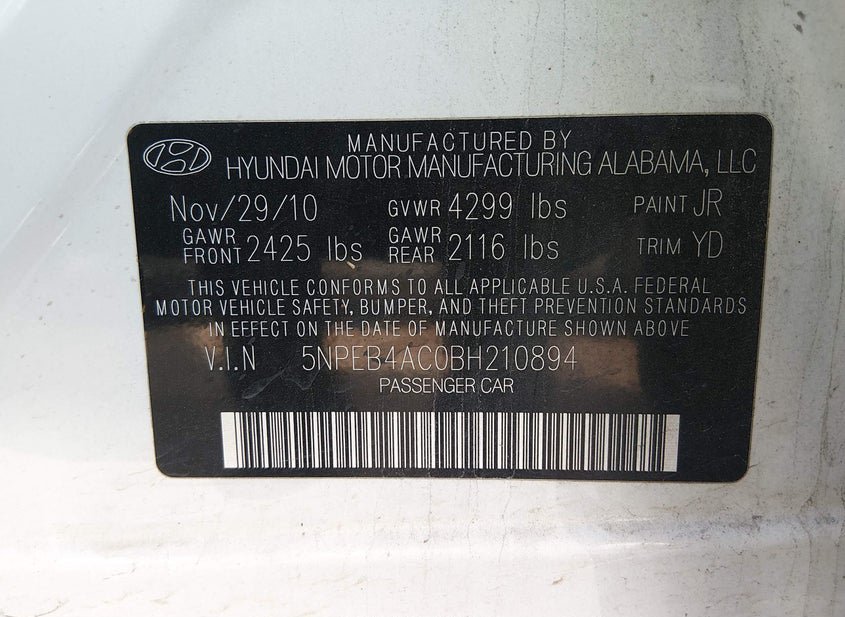 MANUFACTURED BY
HYUNDAI MOTOR MANUFACTURING ALABAMA, LLC
Nov/29/10 GVWR 4299 lbs PAINT JR
GAWR FRONT 2425 lbs GAWR REAR 2116 lbs TRIM YD
THIS VEHICLE CONFORMS TO ALL APPLICABLE U.S.A. FEDERAL
MOTOR VEHICLE SAFETY, BUMPER, AND THEFT PREVENTION STANDARDS
IN EFFECT ON THE DATE OF MANUFACTURE SHOWN ABOVE
V.I.N 5NPEB4AC0BH210894
PASSENGER CAR